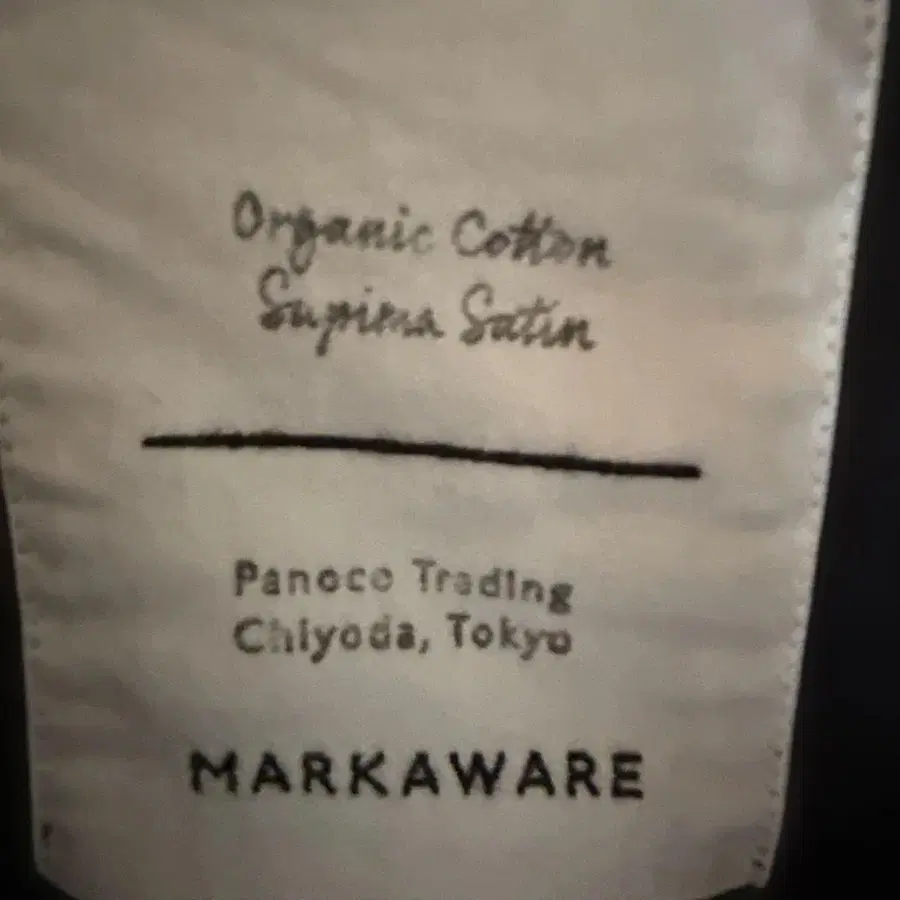 Organic Cotton
Supima Satin
Panoco Trading
Chiyoda, Tokyo
MARKAWARE